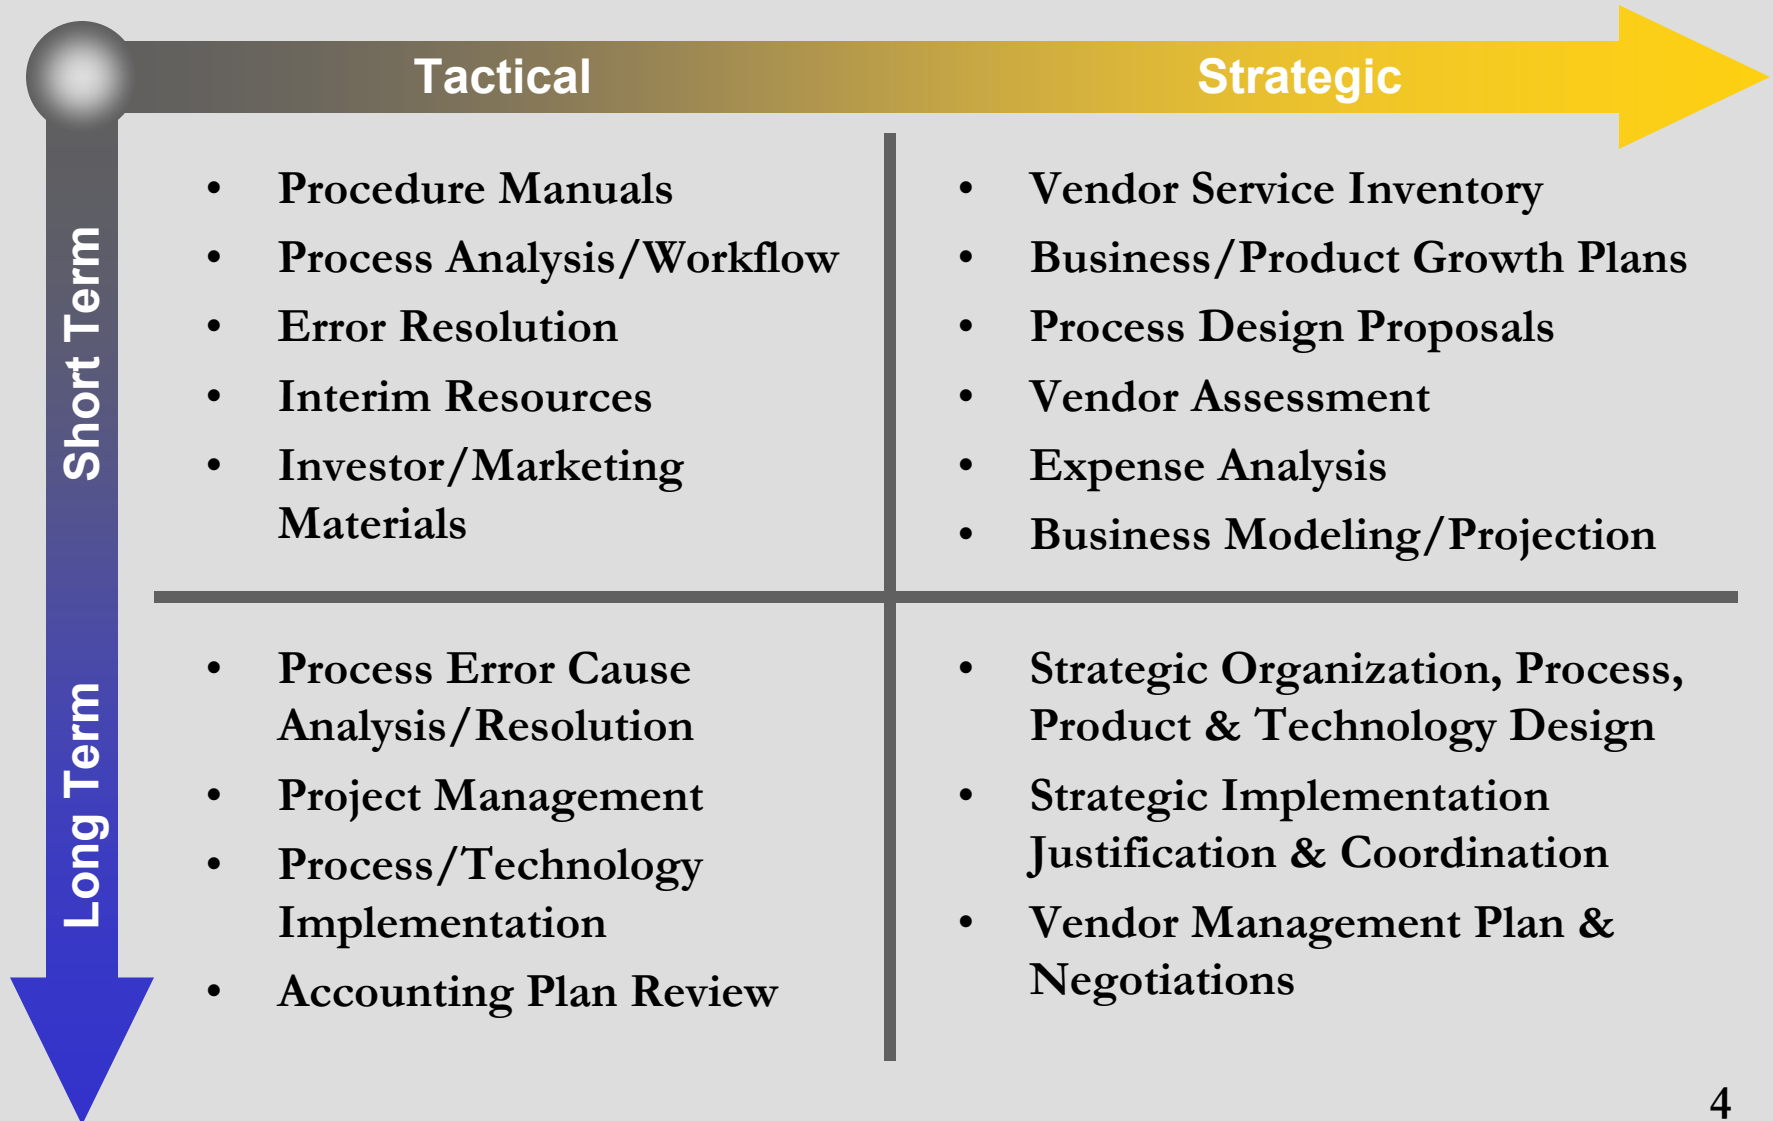 Tactical
Strategic
Short Term
• Procedure Manuals
• Process Analysis/Workflow
• Error Resolution
• Interim Resources
• Investor/Marketing
Materials
• Vendor Service Inventory
• Business/Product Growth Plans
• Process Design Proposals
• Vendor Assessment
• Expense Analysis
• Business Modeling/Projection
Long Term
• Process Error Cause
Analysis/Resolution
• Project Management
• Process/Technology
Implementation
• Accounting Plan Review
• Strategic Organization, Process,
Product & Technology Design
• Strategic Implementation
Justification & Coordination
• Vendor Management Plan &
Negotiations
4